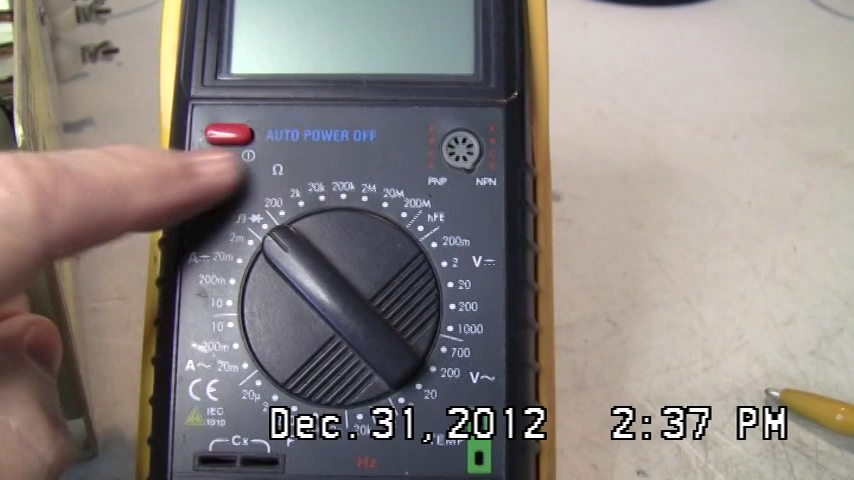 AUTO POWER OFF
Ω
PNP NPN
200 2k 20k 200k 2M 20M 200M hFE
2m 20m 200m 10
A
10 200m 20m 20µ
A~
200m 2 20 200 1000
V
700 200 20 2
V~
CE
IEC
1010
Cx
F
Hz
TEMP
Dec.31,2012 2:37 PM